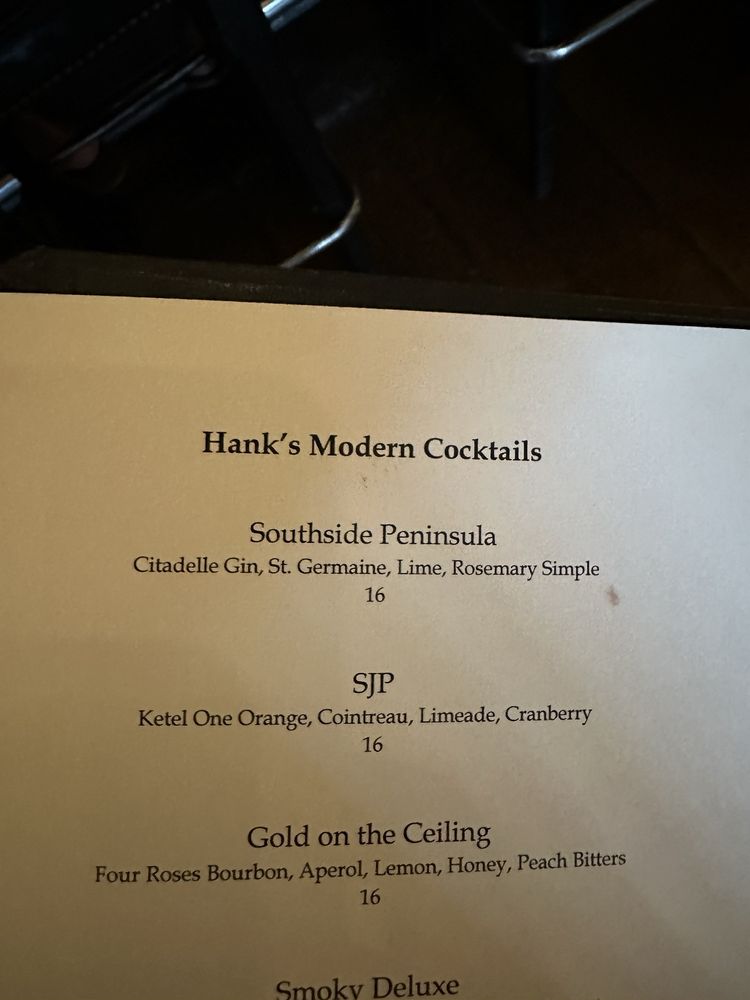 Hank's Modern Cocktails
Southside Peninsula
Citadelle Gin, St. Germaine, Lime, Rosemary Simple
16
SJP
Ketel One Orange, Cointreau, Limeade, Cranberry
16
Gold on the Ceiling
Four Roses Bourbon, Aperol, Lemon, Honey, Peach Bitters
16
Smoky Deluxe